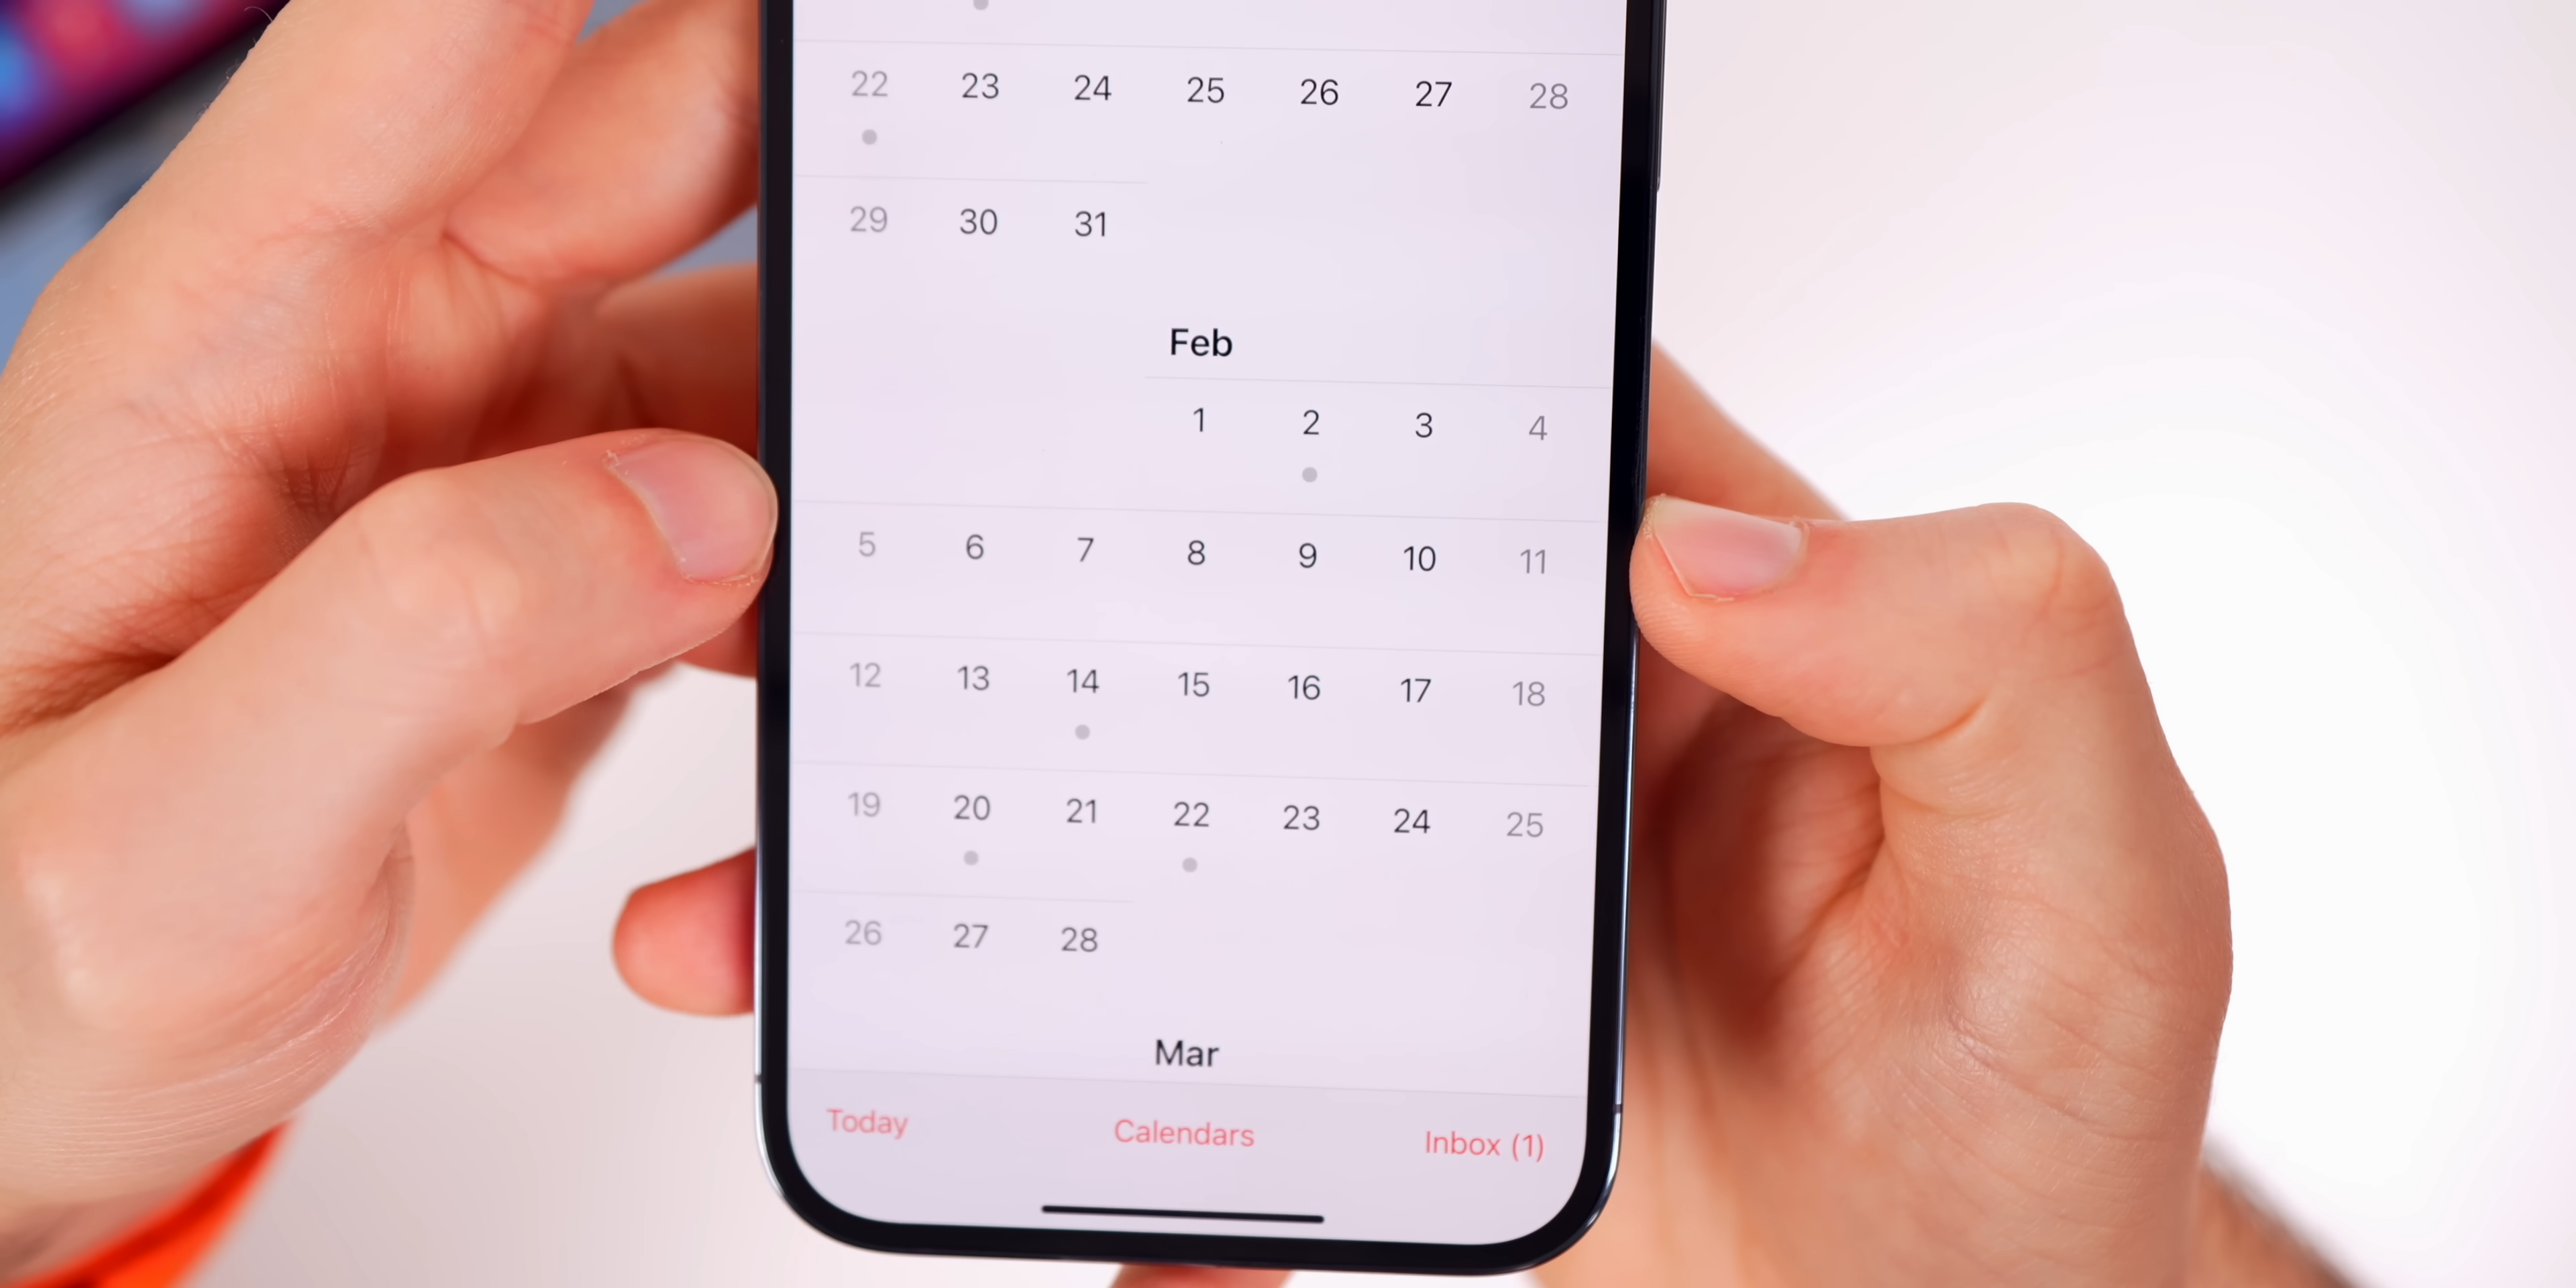 22 23 24 25 26 27 28
29 30 31
Feb
1 2 3 4
5 6 7 8 9 10 11
12 13 14 15 16 17 18
19 20 21 22 23 24 25
26 27 28
Mar
Today Calendars Inbox (1)